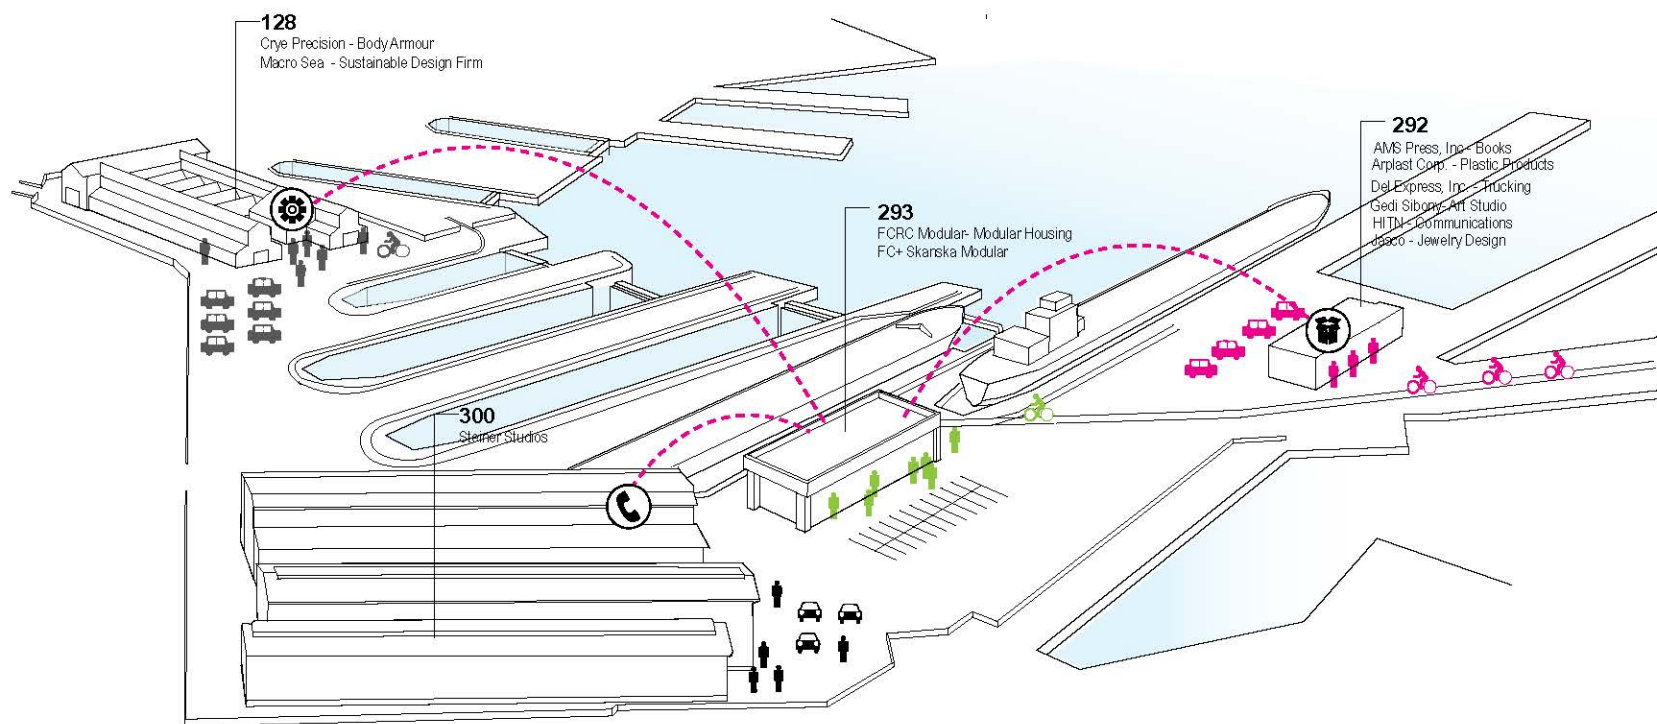 128
Crye Precision - Body Armour
Macro Sea - Sustainable Design Firm
292
AMS Press, Inc - Books
Arplast Corp. - Plastic Products
Del Express, Inc. - Trucking
Gedi Sibony- Art Studio
HITN - Communications
Jasco - Jewelry Design
293
FCRC Modular- Modular Housing
FC+ Skanska Modular
300
Steiner Studios